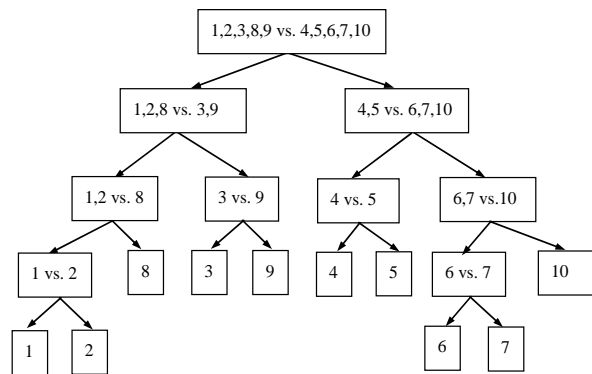 1,2,3,8,9 vs. 4,5,6,7,10
1,2,8 vs. 3,9
4,5 vs. 6,7,10
1,2 vs. 8
3 vs. 9
4 vs. 5
6,7 vs.10
1 vs. 2
8
3
9
4
5
6 vs. 7
10
1
2
6
7